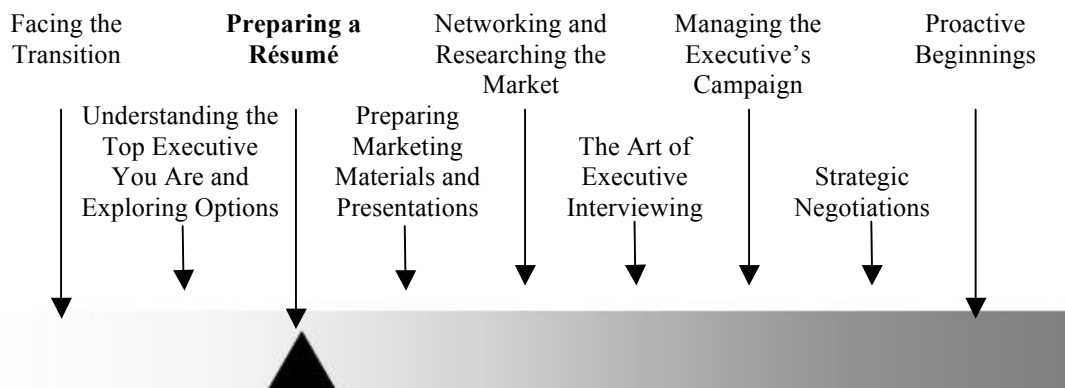 Facing the
Transition
Understanding the
Top Executive
You Are and
Exploring Options
Preparing a
Résumé
Preparing
Marketing
Materials and
Presentations
Networking and
Researching the
Market
The Art of
Executive
Interviewing
Managing the
Executive’s
Campaign
Strategic
Negotiations
Proactive
Beginnings